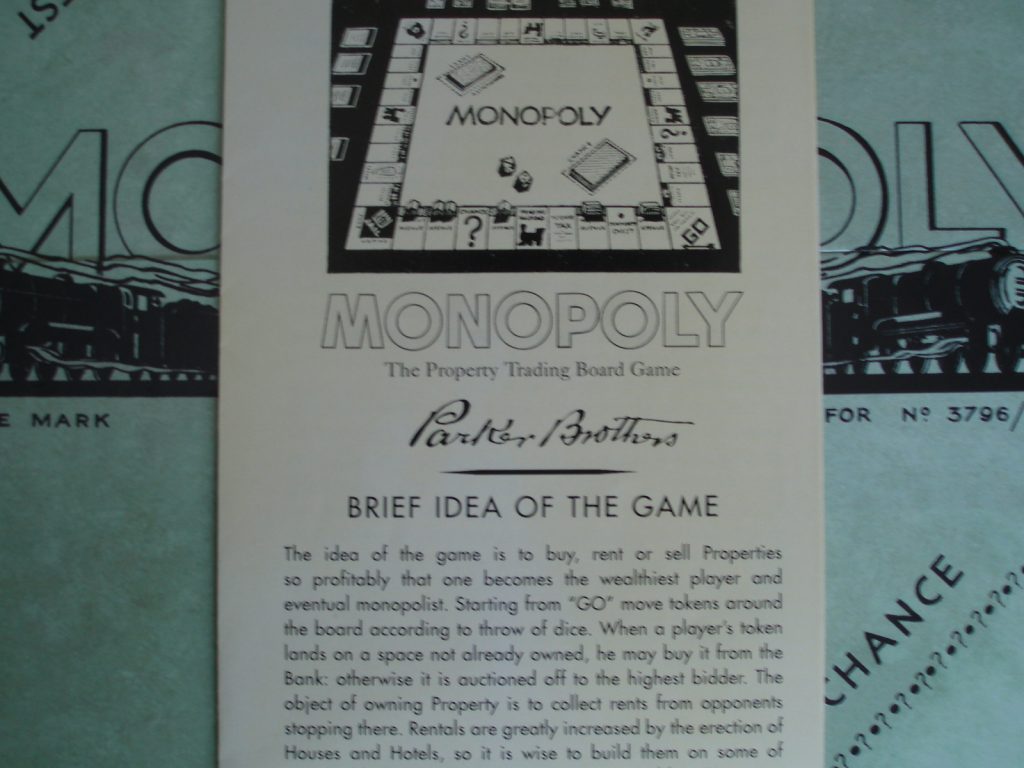 MONOPOLY
CHANCE
GO
MONOPOLY
The Property Trading Board Game
Parker Brothers
BRIEF IDEA OF THE GAME
The idea of the game is to buy, rent or sell Properties
so profitably that one becomes the wealthiest player and
eventual monopolist. Starting from "GO" move tokens around
the board according to throw of dice. When a player's token
lands on a space not already owned, he may buy it from the
Bank: otherwise it is auctioned off to the highest bidder. The
object of owning Property is to collect rents from opponents
stopping there. Rentals are greatly increased by the erection of
Houses and Hotels, so it is wise to build them on some of
EST
MO
OLY
E MARK
FOR Nº 3796/
CHANCE